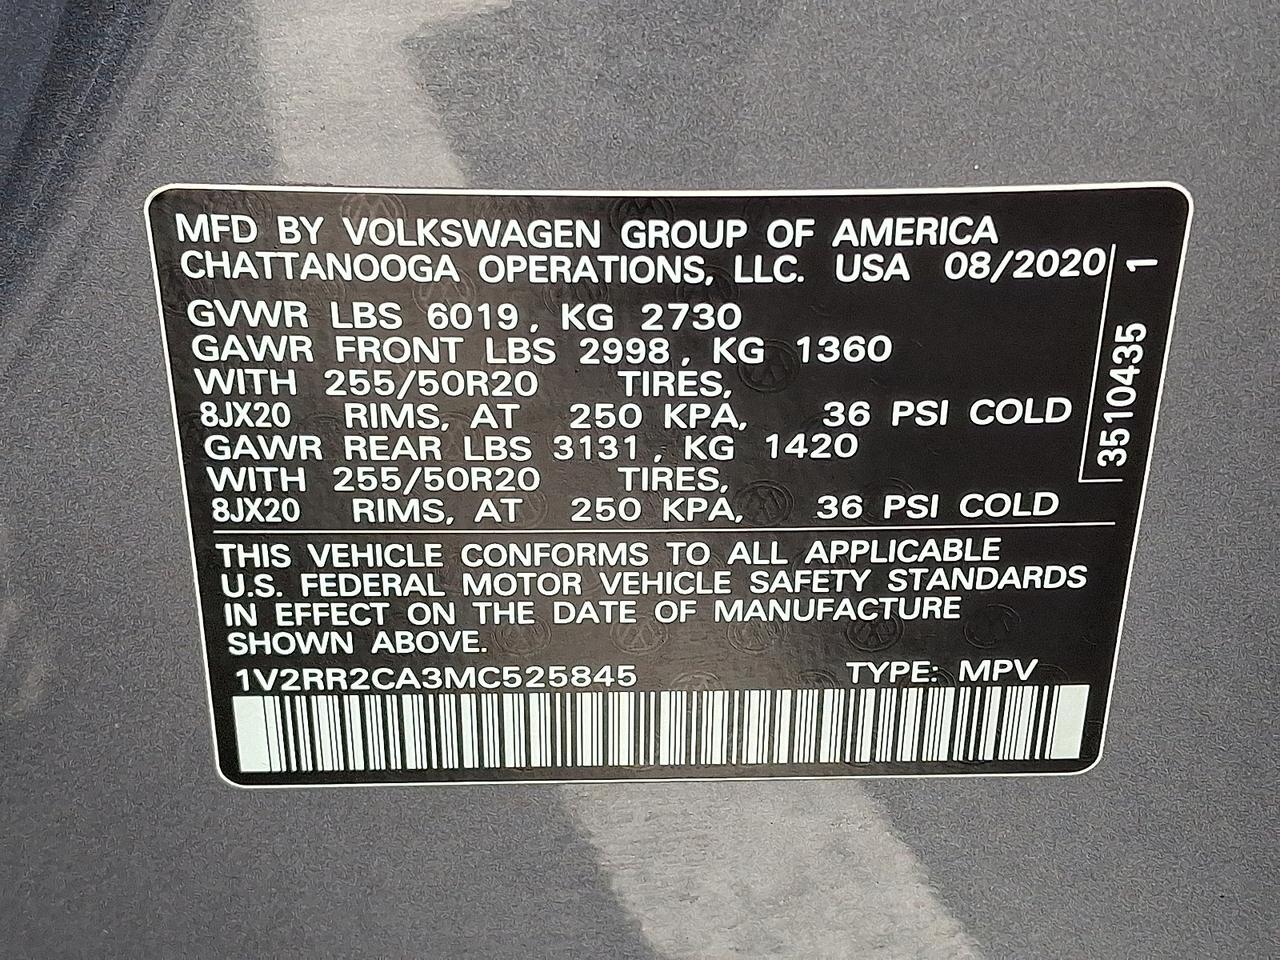 MFD BY VOLKSWAGEN GROUP OF AMERICA
CHATTANOOGA OPERATIONS, LLC. USA 08/2020
GVWR LBS 6019, KG 2730
GAWR FRONT LBS 2998, KG 1360
WITH 255/50R20 TIRES,
8JX20 RIMS, AT 250 KPA, 36 PSI COLD
GAWR REAR LBS 3131, KG 1420
WITH 255/50R20 TIRES,
8JX20 RIMS, AT 250 KPA, 36 PSI COLD
THIS VEHICLE CONFORMS TO ALL APPLICABLE
U.S. FEDERAL MOTOR VEHICLE SAFETY STANDARDS
IN EFFECT ON THE DATE OF MANUFACTURE
SHOWN ABOVE.
1V2RR2CA3MC525845 TYPE: MPV
3510435 1